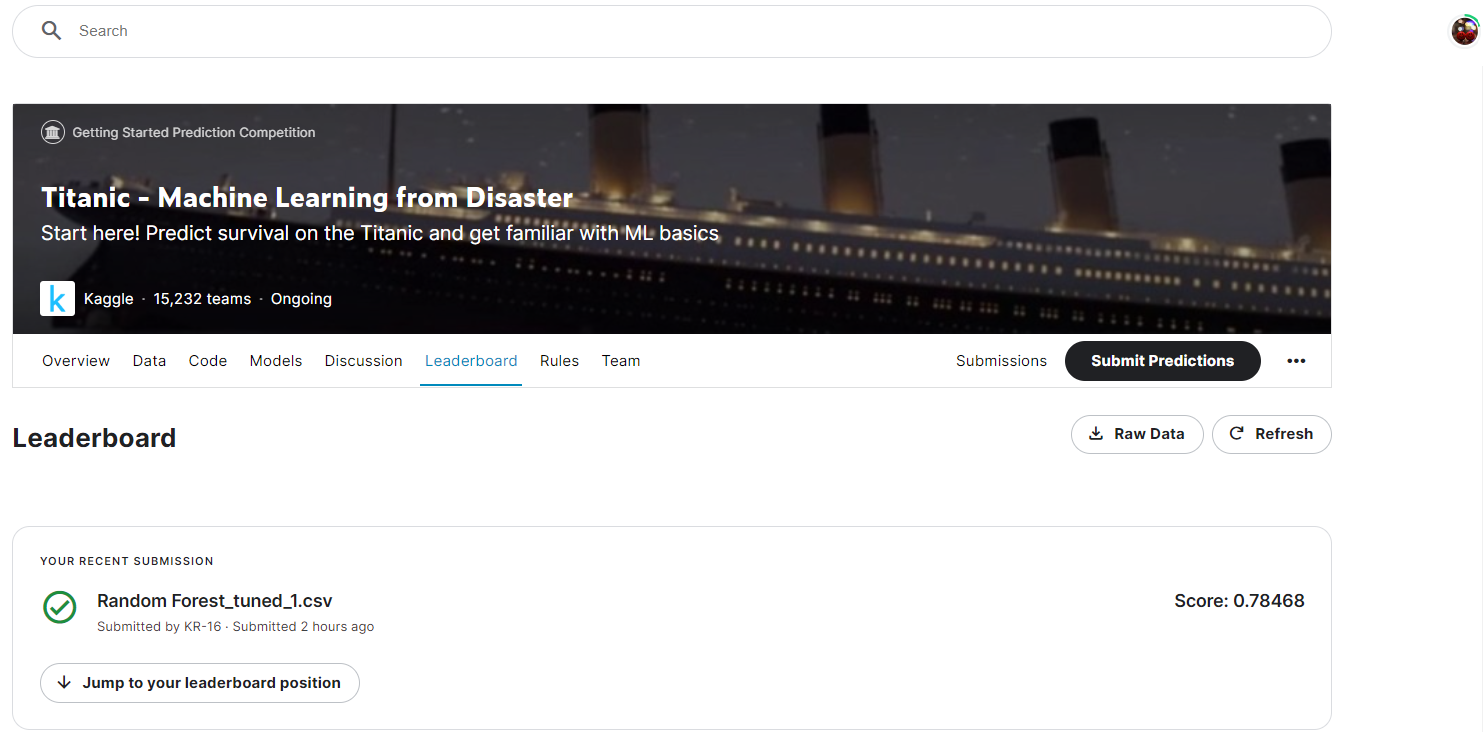 Search
Getting Started Prediction Competition
Titanic - Machine Learning from Disaster
Start here! Predict survival on the Titanic and get familiar with ML basics
k
Kaggle · 15,232 teams · Ongoing
Overview Data Code Models Discussion Leaderboard Rules Team Submissions Submit Predictions
Leaderboard
Raw Data Refresh
YOUR RECENT SUBMISSION
Random Forest_tuned_1.csv Score: 0.78468
Submitted by KR-16 · Submitted 2 hours ago
Jump to your leaderboard position